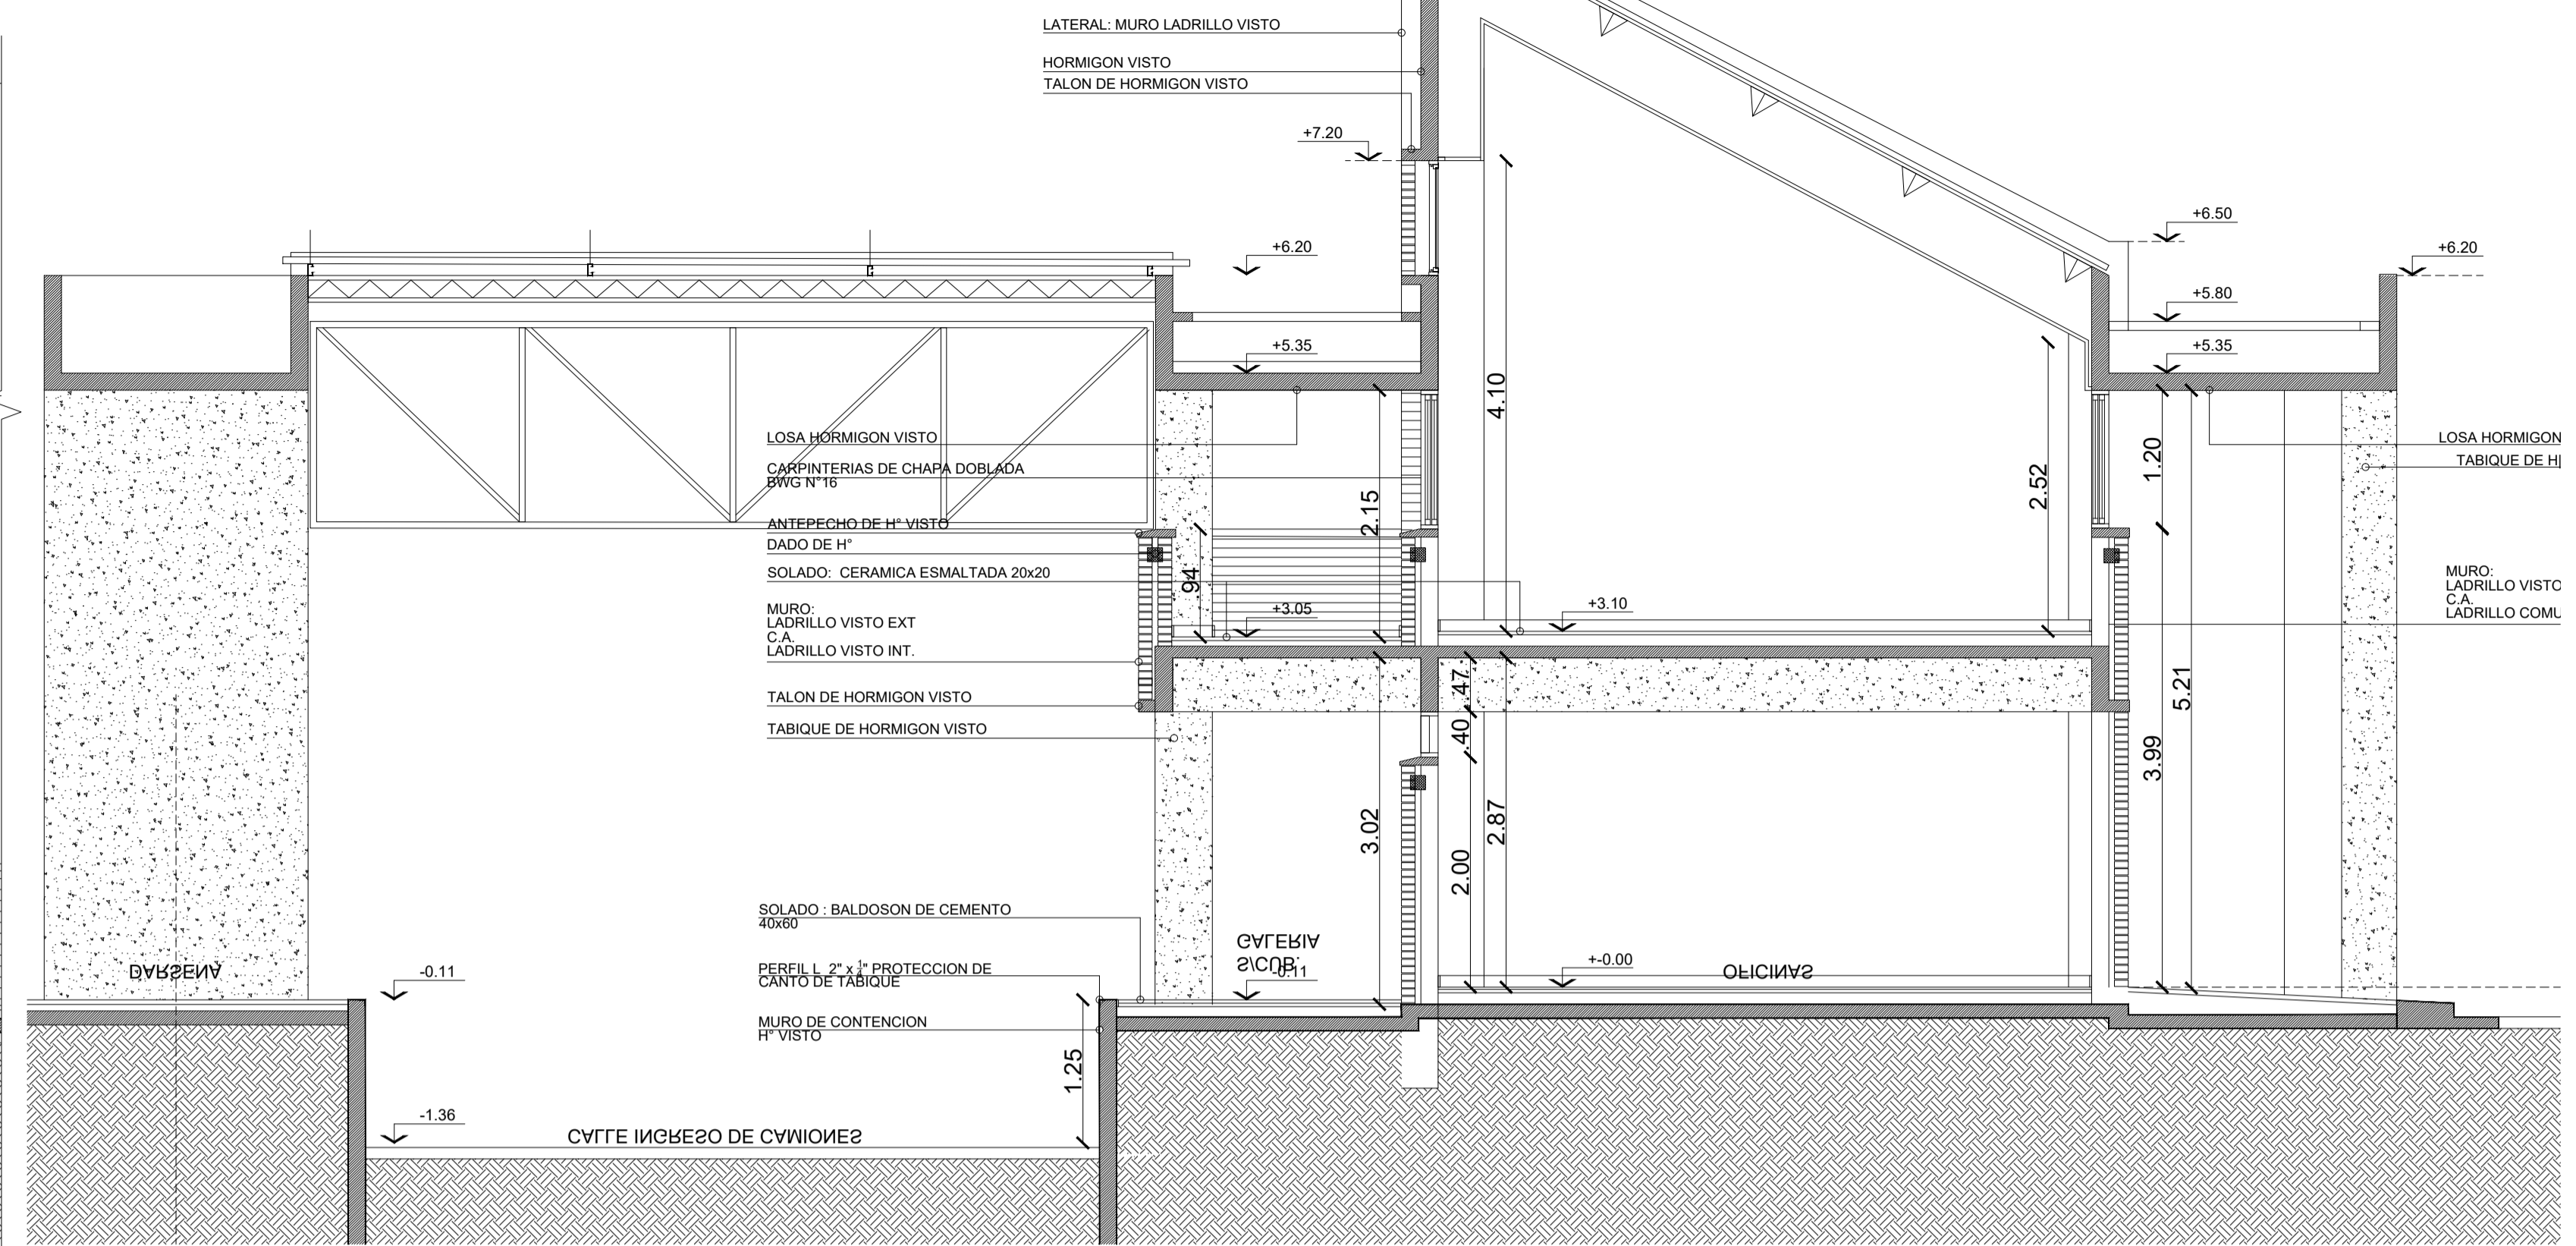 LATERAL: MURO LADRILLO VISTO
HORMIGON VISTO
TALON DE HORMIGON VISTO
+7.20
+6.50
+6.20
+6.20
+5.80
+5.35
+5.35
4.10
LOSA HORMIGON VISTO
LOSA HORMIGON
TABIQUE DE H
1.20
CARPINTERIAS DE CHAPA DOBLADA
BWG N°16
2.15
2.52
ANTEPECHO DE H° VISTO
DADO DE H°
SOLADO: CERAMICA ESMALTADA 20x20
.94
+3.05
+3.10
MURO:
LADRILLO VISTO EXT
C.A.
LADRILLO VISTO INT.
MURO:
LADRILLO VISTO
C.A.
LADRILLO COMU
TALON DE HORMIGON VISTO
TABIQUE DE HORMIGON VISTO
.47
.40
5.21
3.99
3.02
2.87
2.00
SOLADO : BALDOSON DE CEMENTO
40x60
GALERIA
S/CUB.
DARSENA
-0.11
PERFIL L 2" x ¼" PROTECCION DE
CANTO DE TABIQUE
-0.11
+-0.00
OFICINAS
MURO DE CONTENCION
H° VISTO
1.25
-1.36
CALLE INGRESO DE CAMIONES